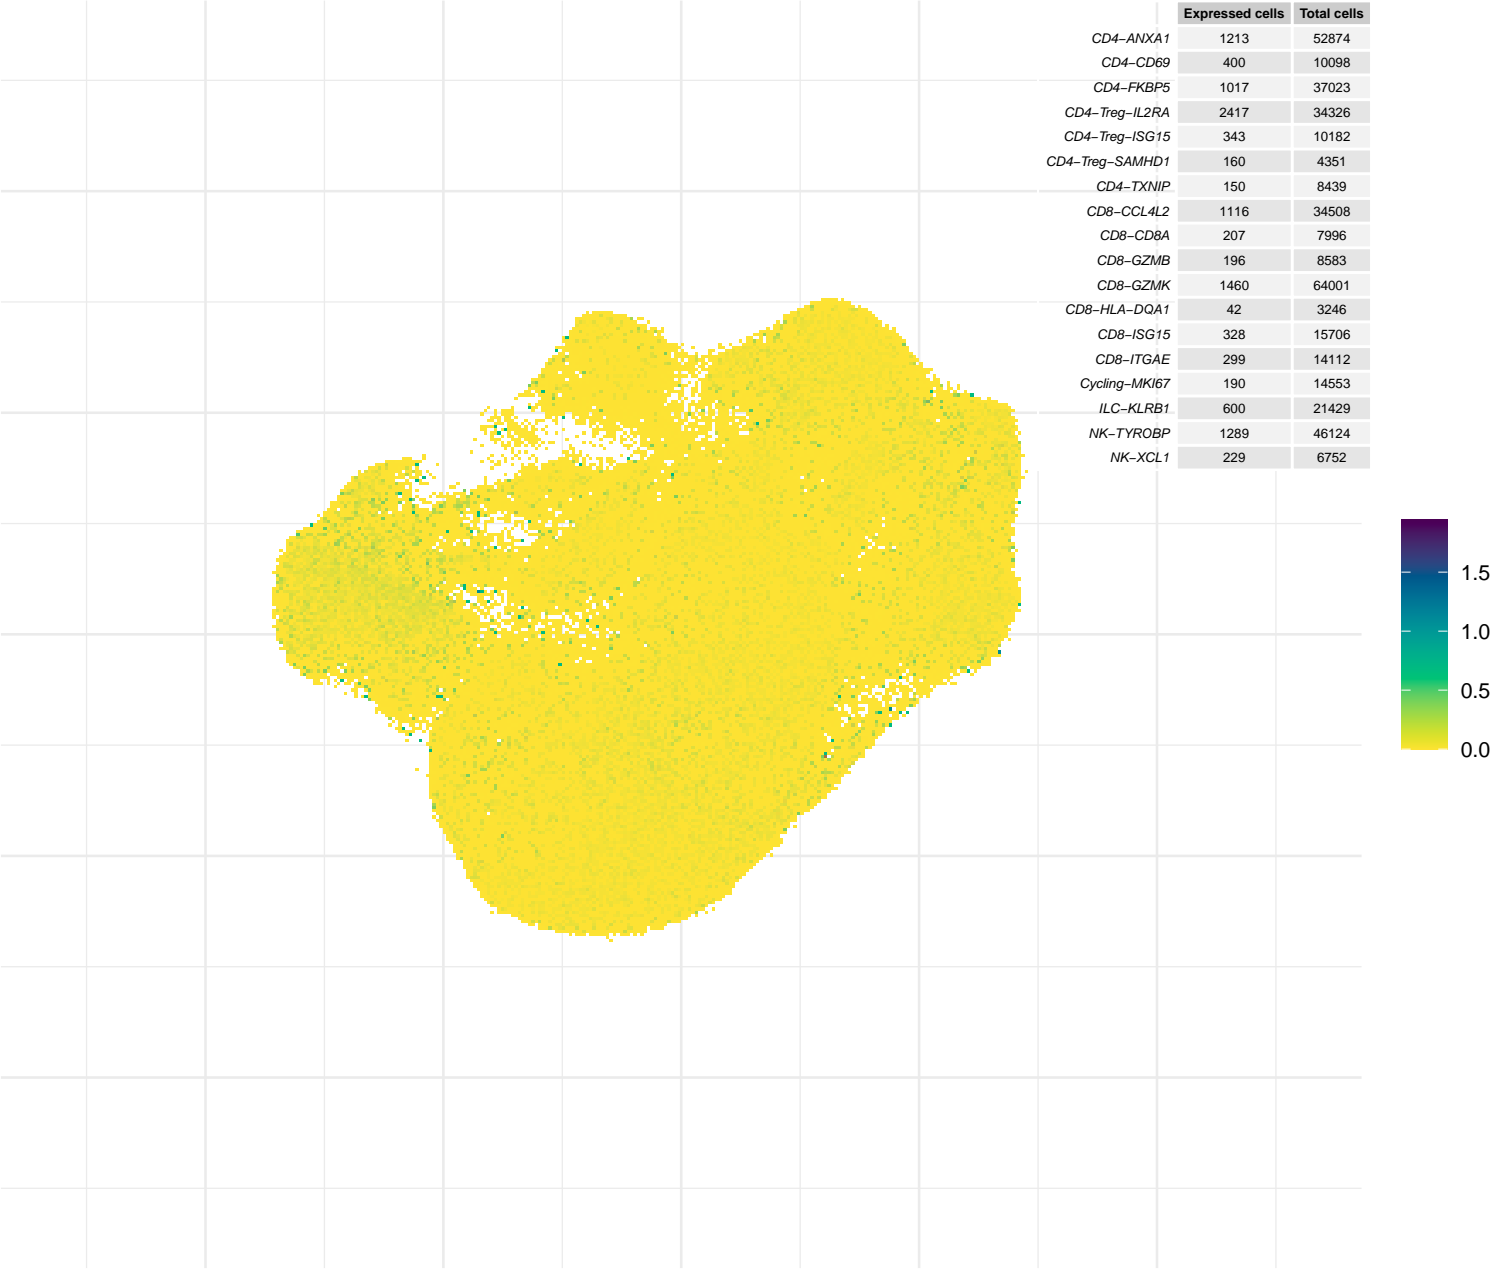 Expressed cells Total cells
CD4−ANXA1 1213 52874
CD4−CD69 400 10098
CD4−FKBP5 1017 37023
CD4−Treg−IL2RA 2417 34326
CD4−Treg−ISG15 343 10182
CD4−Treg−SAMHD1 160 4351
CD4−TXNIP 150 8439
CD8−CCL4L2 1116 34508
CD8−CD8A 207 7996
CD8−GZMB 196 8583
CD8−GZMK 1460 64001
CD8−HLA−DQA1 42 3246
CD8−ISG15 328 15706
CD8−ITGAE 299 14112
Cycling−MKI67 190 14553
ILC−KLRB1 600 21429
NK−TYROBP 1289 46124
NK−XCL1 229 6752
1.5
1.0
0.5
0.0